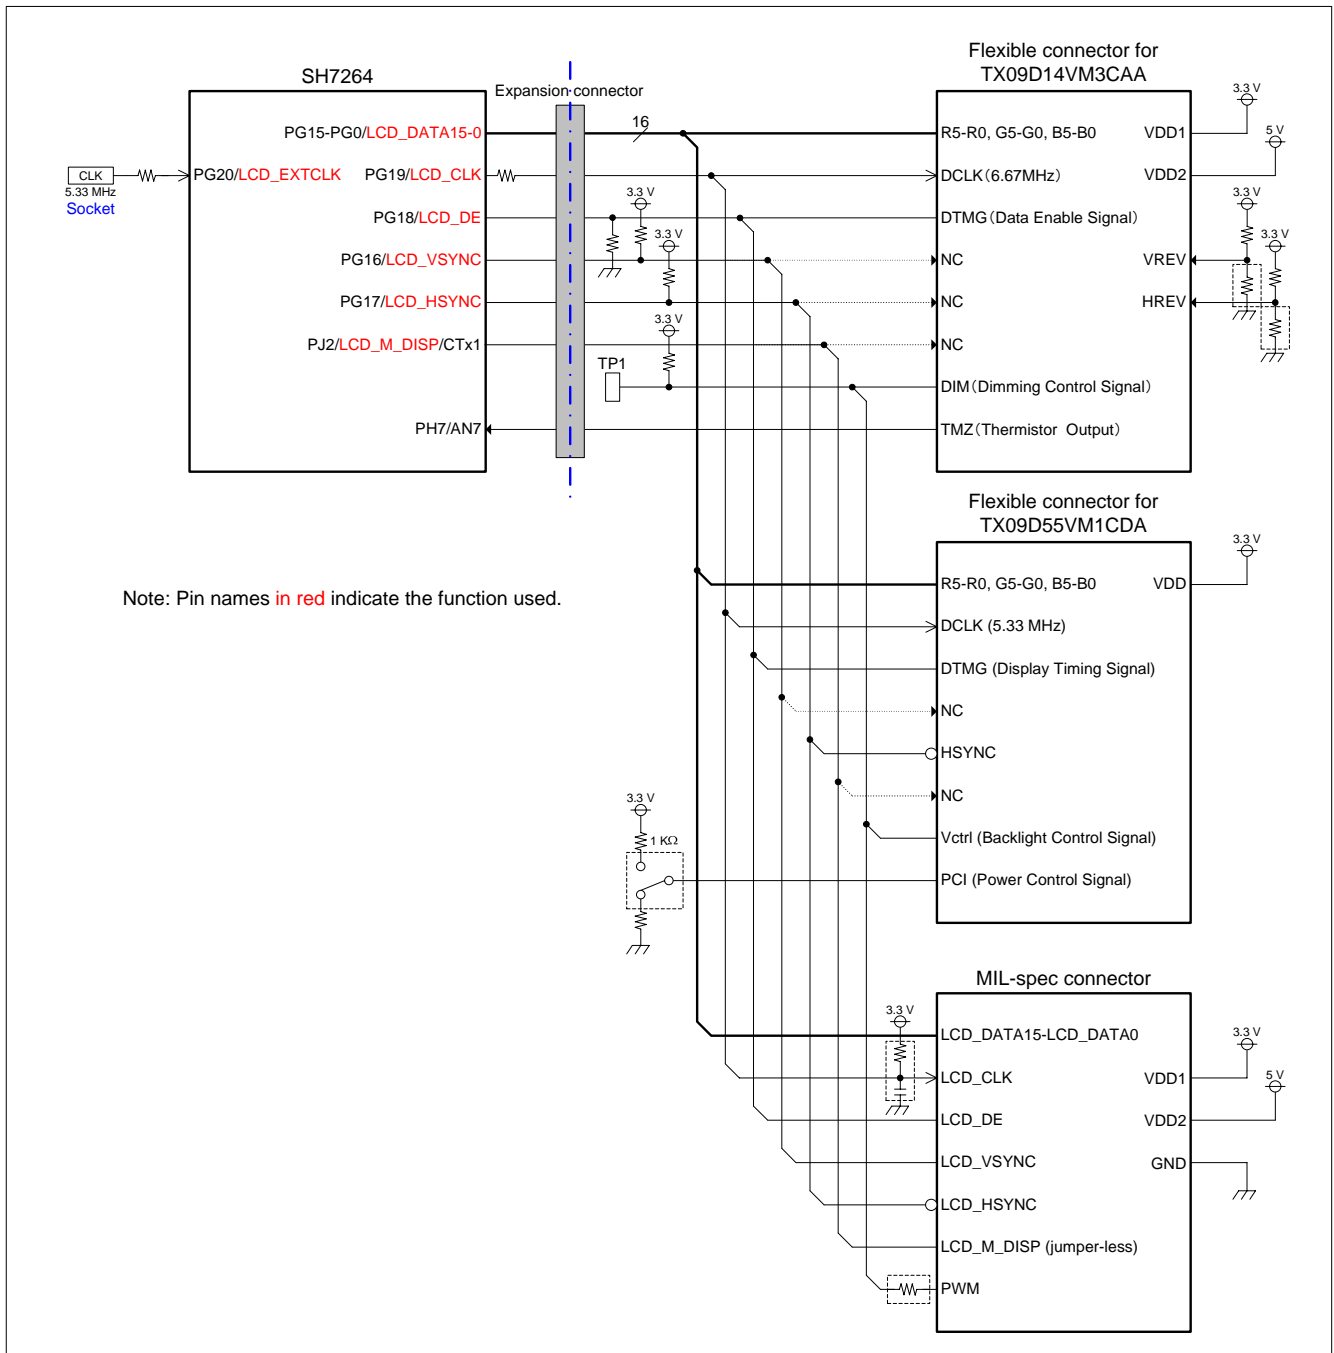 SH7264
Expansion connector
Flexible connector for
TX09D14VM3CAA
PG15-PG0/LCD_DATA15-0
16
R5-R0, G5-G0, B5-B0
VDD1
3.3 V
CLK
5.33 MHz
Socket
PG20/LCD_EXTCLK
PG19/LCD_CLK
DCLK(6.67MHz)
VDD2
5 V
PG18/LCD_DE
3.3 V
DTMG(Data Enable Signal)
3.3 V
PG16/LCD_VSYNC
3.3 V
NC
VREV
3.3 V
PG17/LCD_HSYNC
NC
HREV
PJ2/LCD_M_DISP/CTx1
3.3 V
NC
TP1
DIM(Dimming Control Signal)
PH7/AN7
TMZ(Thermistor Output)
Flexible connector for
TX09D55VM1CDA
3.3 V
R5-R0, G5-G0, B5-B0
VDD
Note: Pin names in red indicate the function used.
DCLK (5.33 MHz)
DTMG (Display Timing Signal)
NC
HSYNC
NC
3.3 V
1 KΩ
Vctrl (Backlight Control Signal)
PCI (Power Control Signal)
MIL-spec connector
3.3 V
LCD_DATA15-LCD_DATA0
3.3 V
LCD_CLK
VDD1
5 V
LCD_DE
VDD2
LCD_VSYNC
GND
LCD_HSYNC
LCD_M_DISP (jumper-less)
PWM